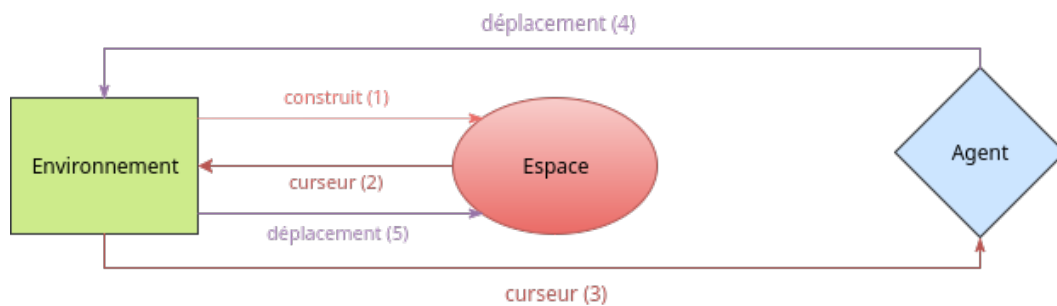 déplacement (4)
construit (1)
Environnement
Espace
Agent
curseur (2)
déplacement (5)
curseur (3)